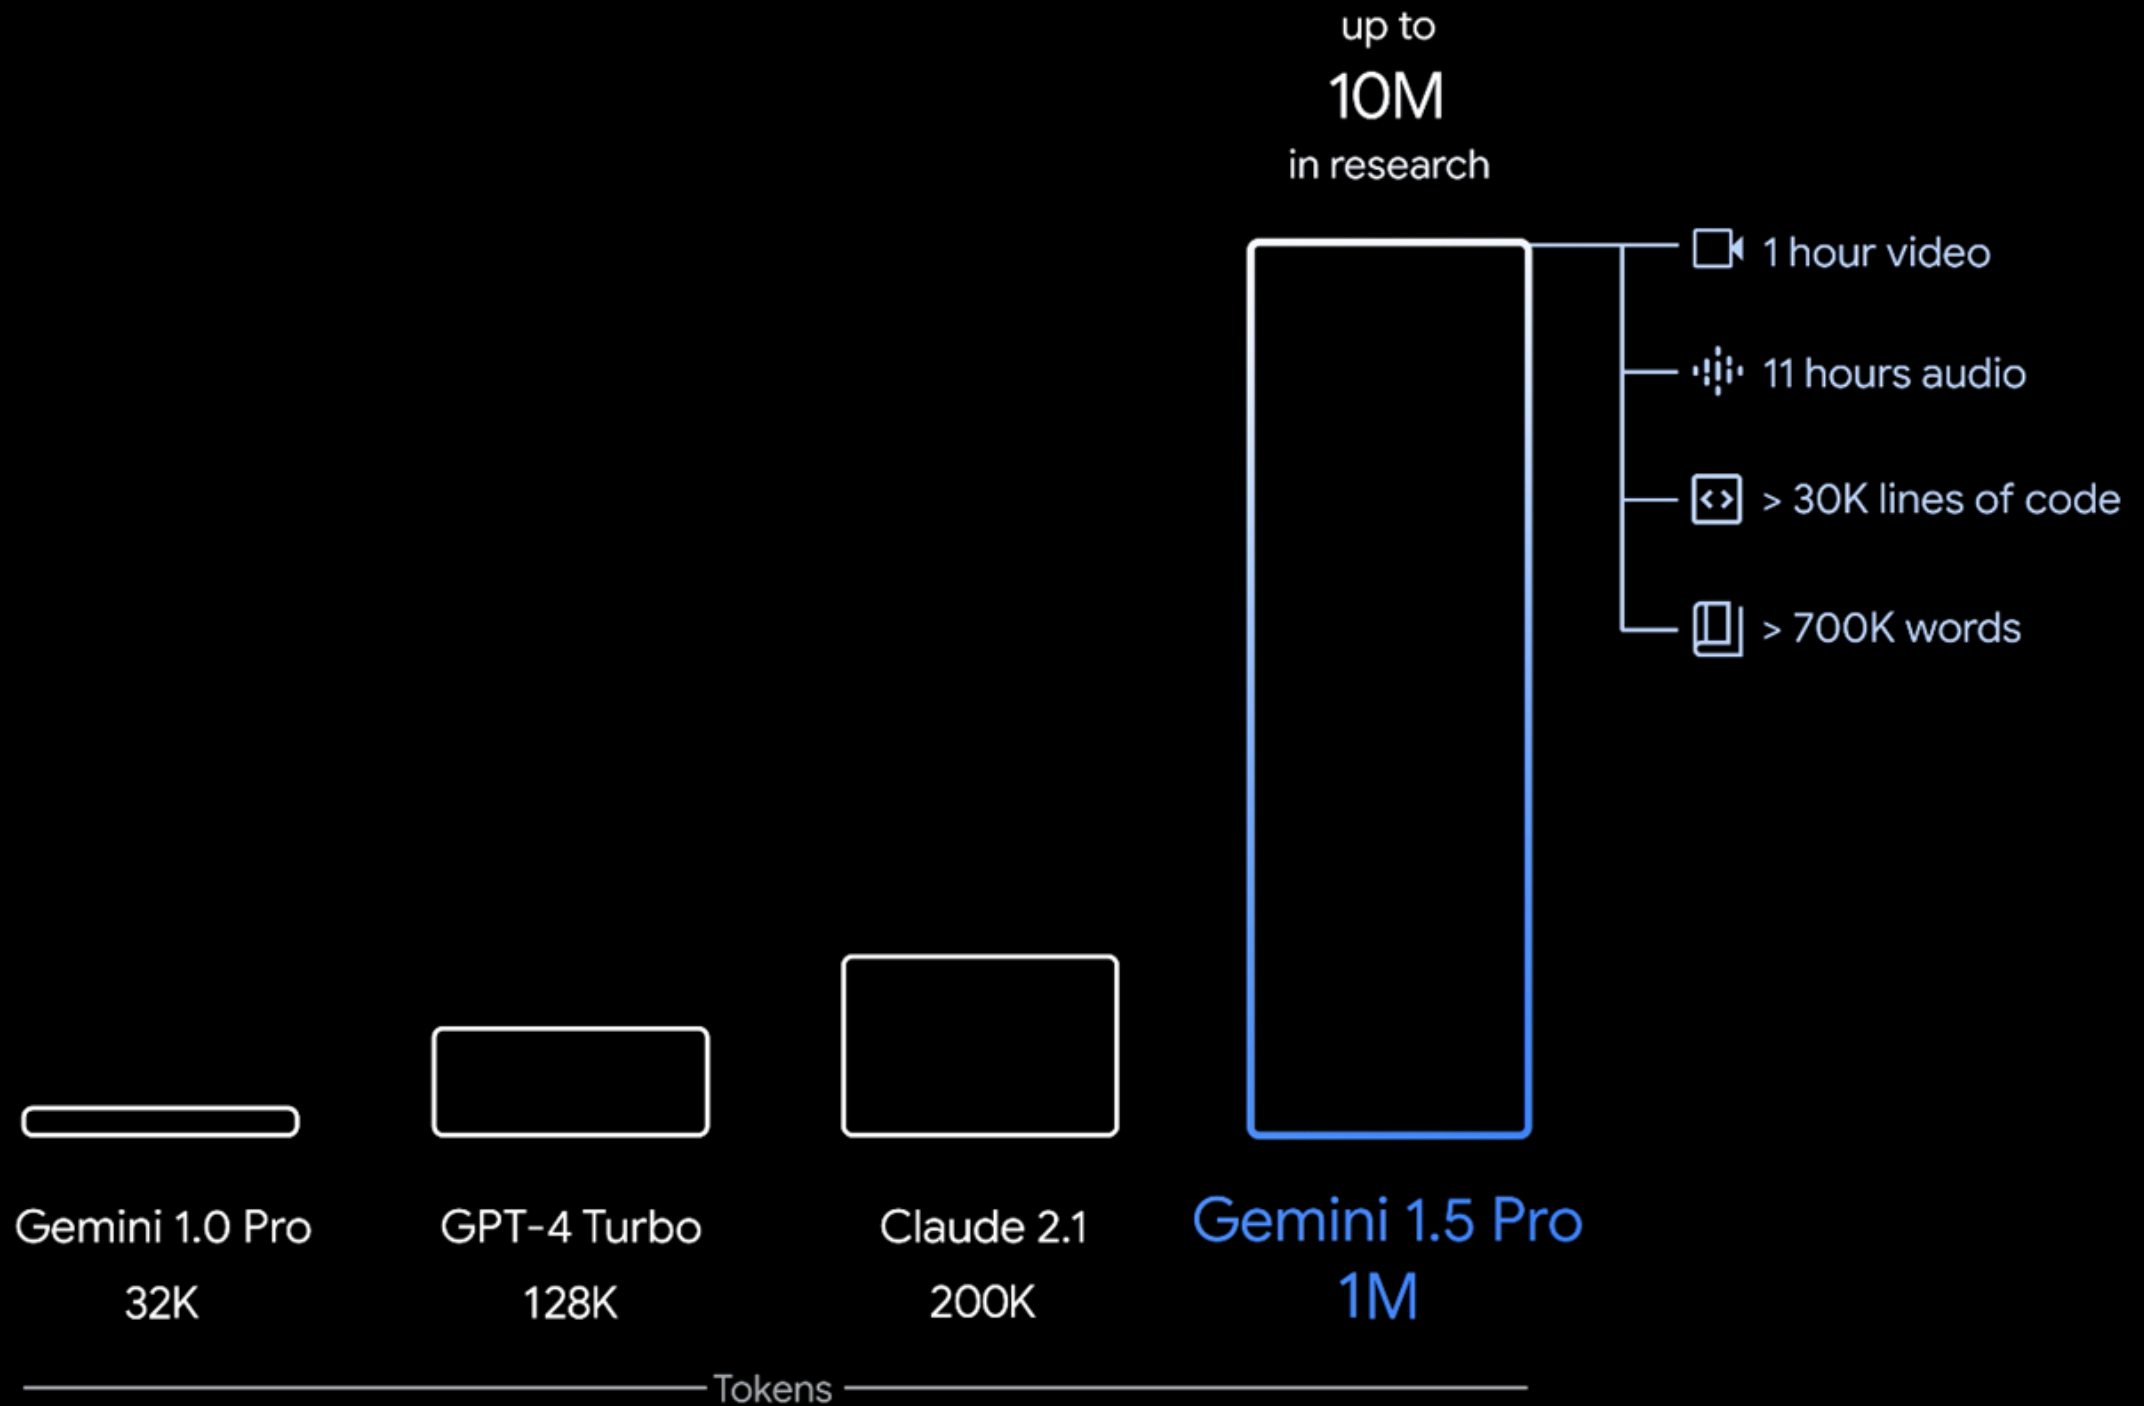 up to
10M
in research
1 hour video
11 hours audio
> 30K lines of code
> 700K words
Gemini 1.0 Pro
32K
GPT-4 Turbo
128K
Claude 2.1
200K
Gemini 1.5 Pro
1M
Tokens